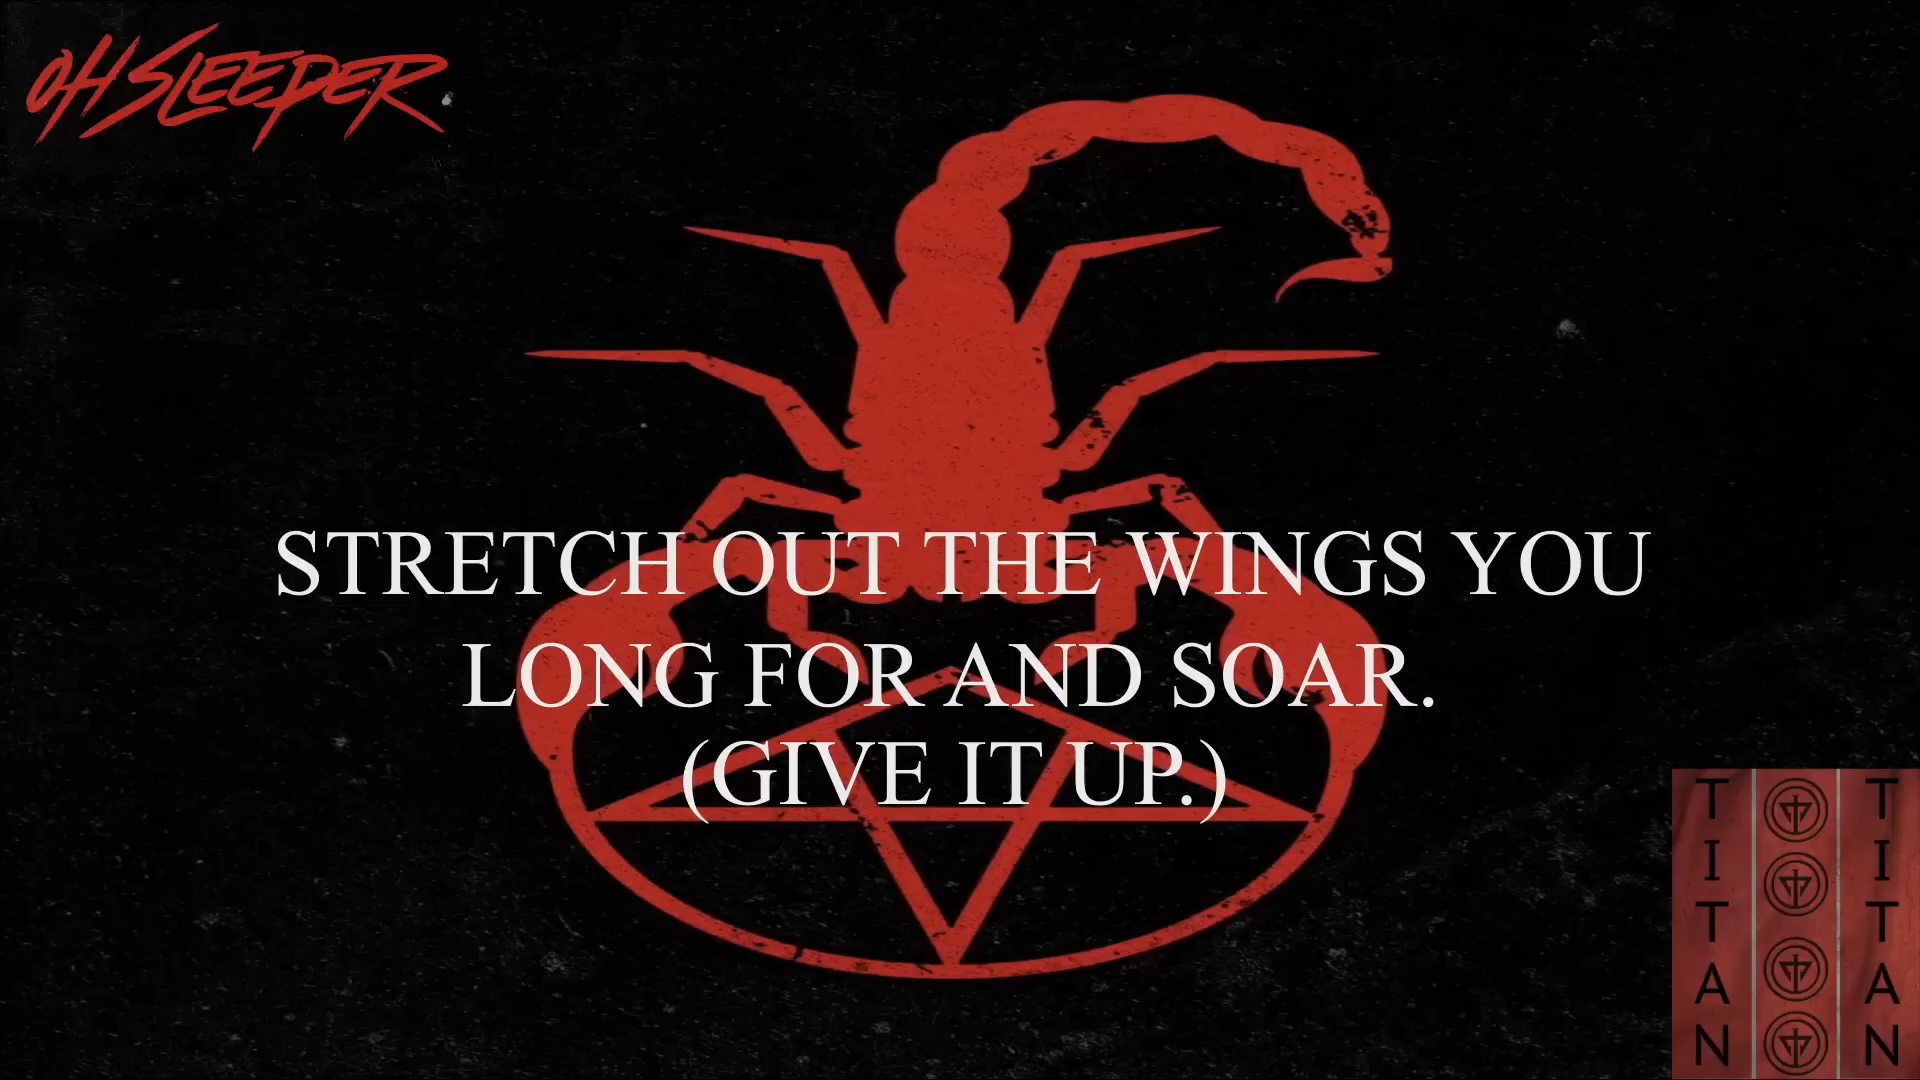 OH SLEEPER
STRETCH OUT THE WINGS YOU
LONG FOR AND SOAR.
(GIVE IT UP.)
TITAN
TITAN